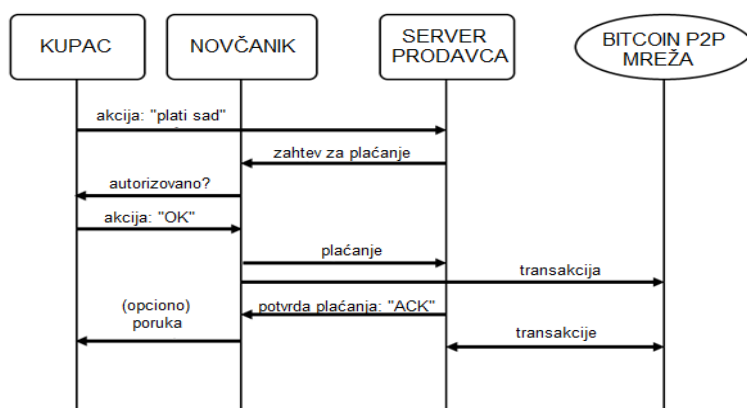 KUPAC
NOVČANIK
SERVER
PRODAVCA
BITCOIN P2P
MREŽA
akcija: "plati sad"
zahtev za plaćanje
autorizovano?
akcija: "OK"
plaćanje
transakcija
potvrda plaćanja: "ACK"
(opciono)
poruka
transakcije